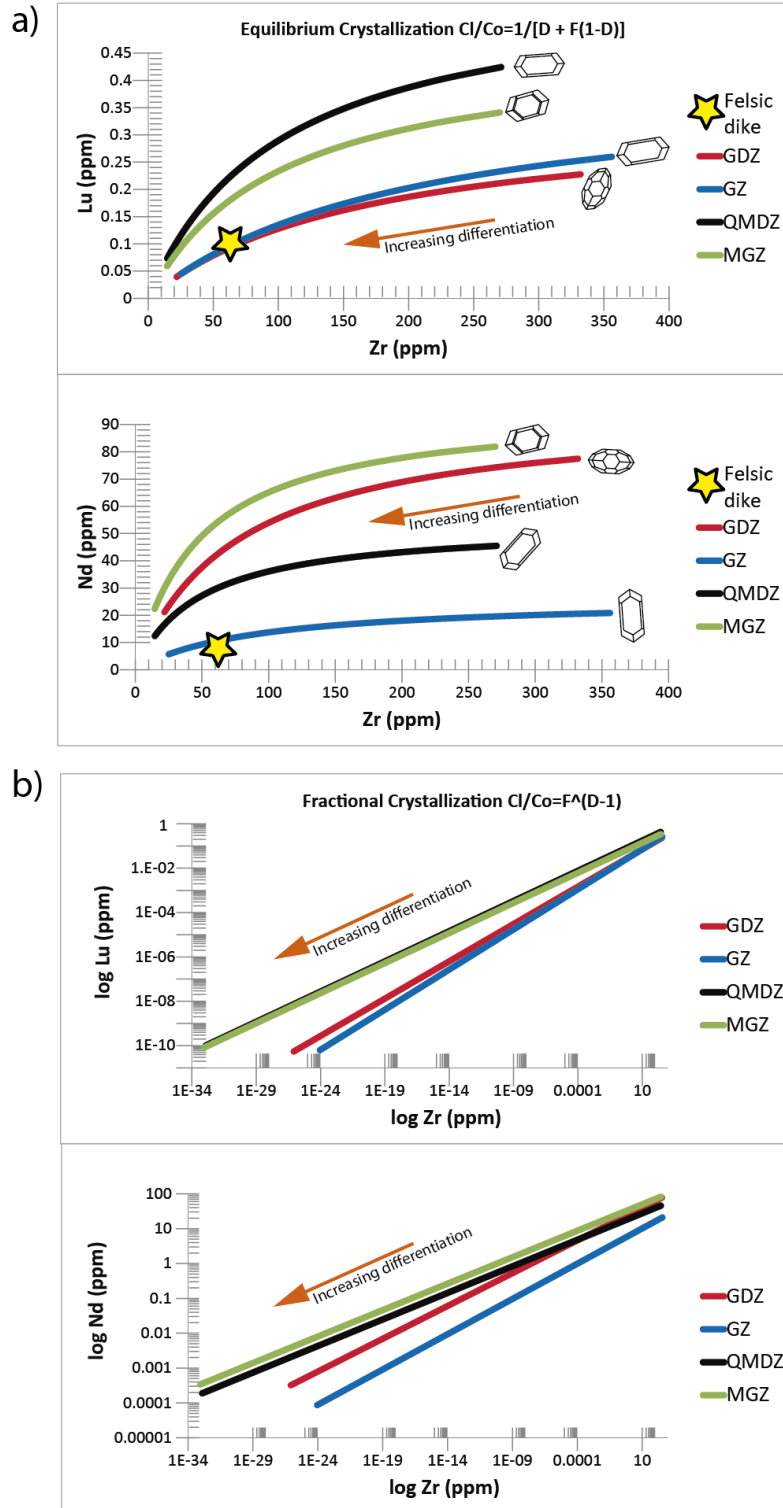 a)
Equilibrium Crystallization Cl/Co=1/[D + F(1-D)]
0.45
0.4
0.35
0.3
0.25
0.2
0.15
0.1
0.05
0
Lu (ppm)
Increasing differentiation
0 50 100 150 200 250 300 350 400
Zr (ppm)
Felsic
dike
GDZ
GZ
QMDZ
MGZ
90
80
70
60
50
40
30
20
10
0
Nd (ppm)
Increasing differentiation
0 50 100 150 200 250 300 350 400
Zr (ppm)
Felsic
dike
GDZ
GZ
QMDZ
MGZ
b)
Fractional Crystallization Cl/Co=F^(D-1)
1
1.E-02
1E-04
1E-06
1E-08
1E-10
log Lu (ppm)
Increasing differentiation
1E-34 1E-29 1E-24 1E-19 1E-14 1E-09 0.0001 10
log Zr (ppm)
GDZ
GZ
QMDZ
MGZ
100
10
1
0.1
0.01
0.001
0.0001
0.00001
log Nd (ppm)
Increasing differentiation
1E-34 1E-29 1E-24 1E-19 1E-14 1E-09 0.0001 10
log Zr (ppm)
GDZ
GZ
QMDZ
MGZ